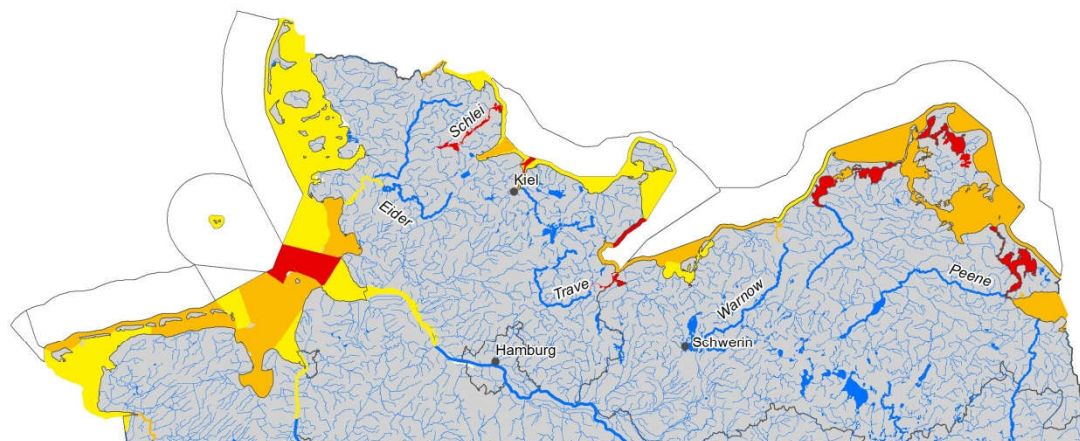 Schlei
Kiel
Eider
Trave
Warnow
Peene
Schwerin
Hamburg